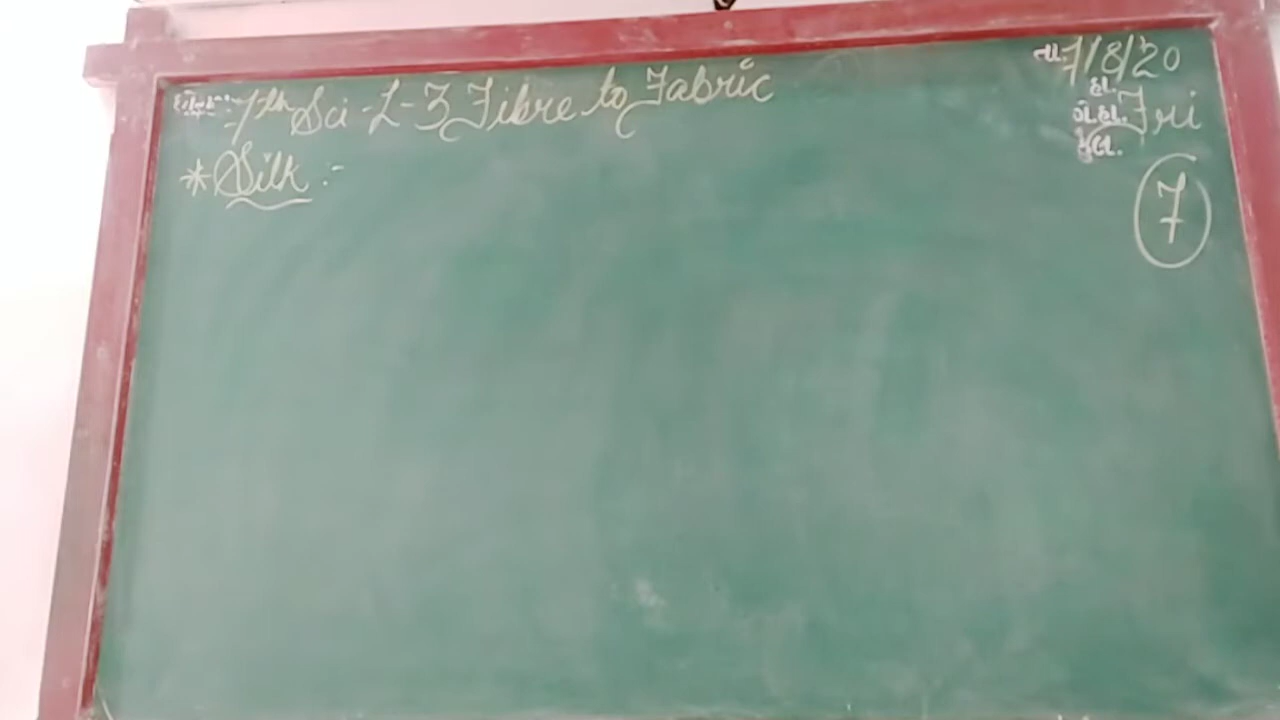 7th Sci - L-3 Fibre to Fabric
* Silk :-
તા. 7/8/20
હા.
ગે.હા. Fri
કુલ.
7